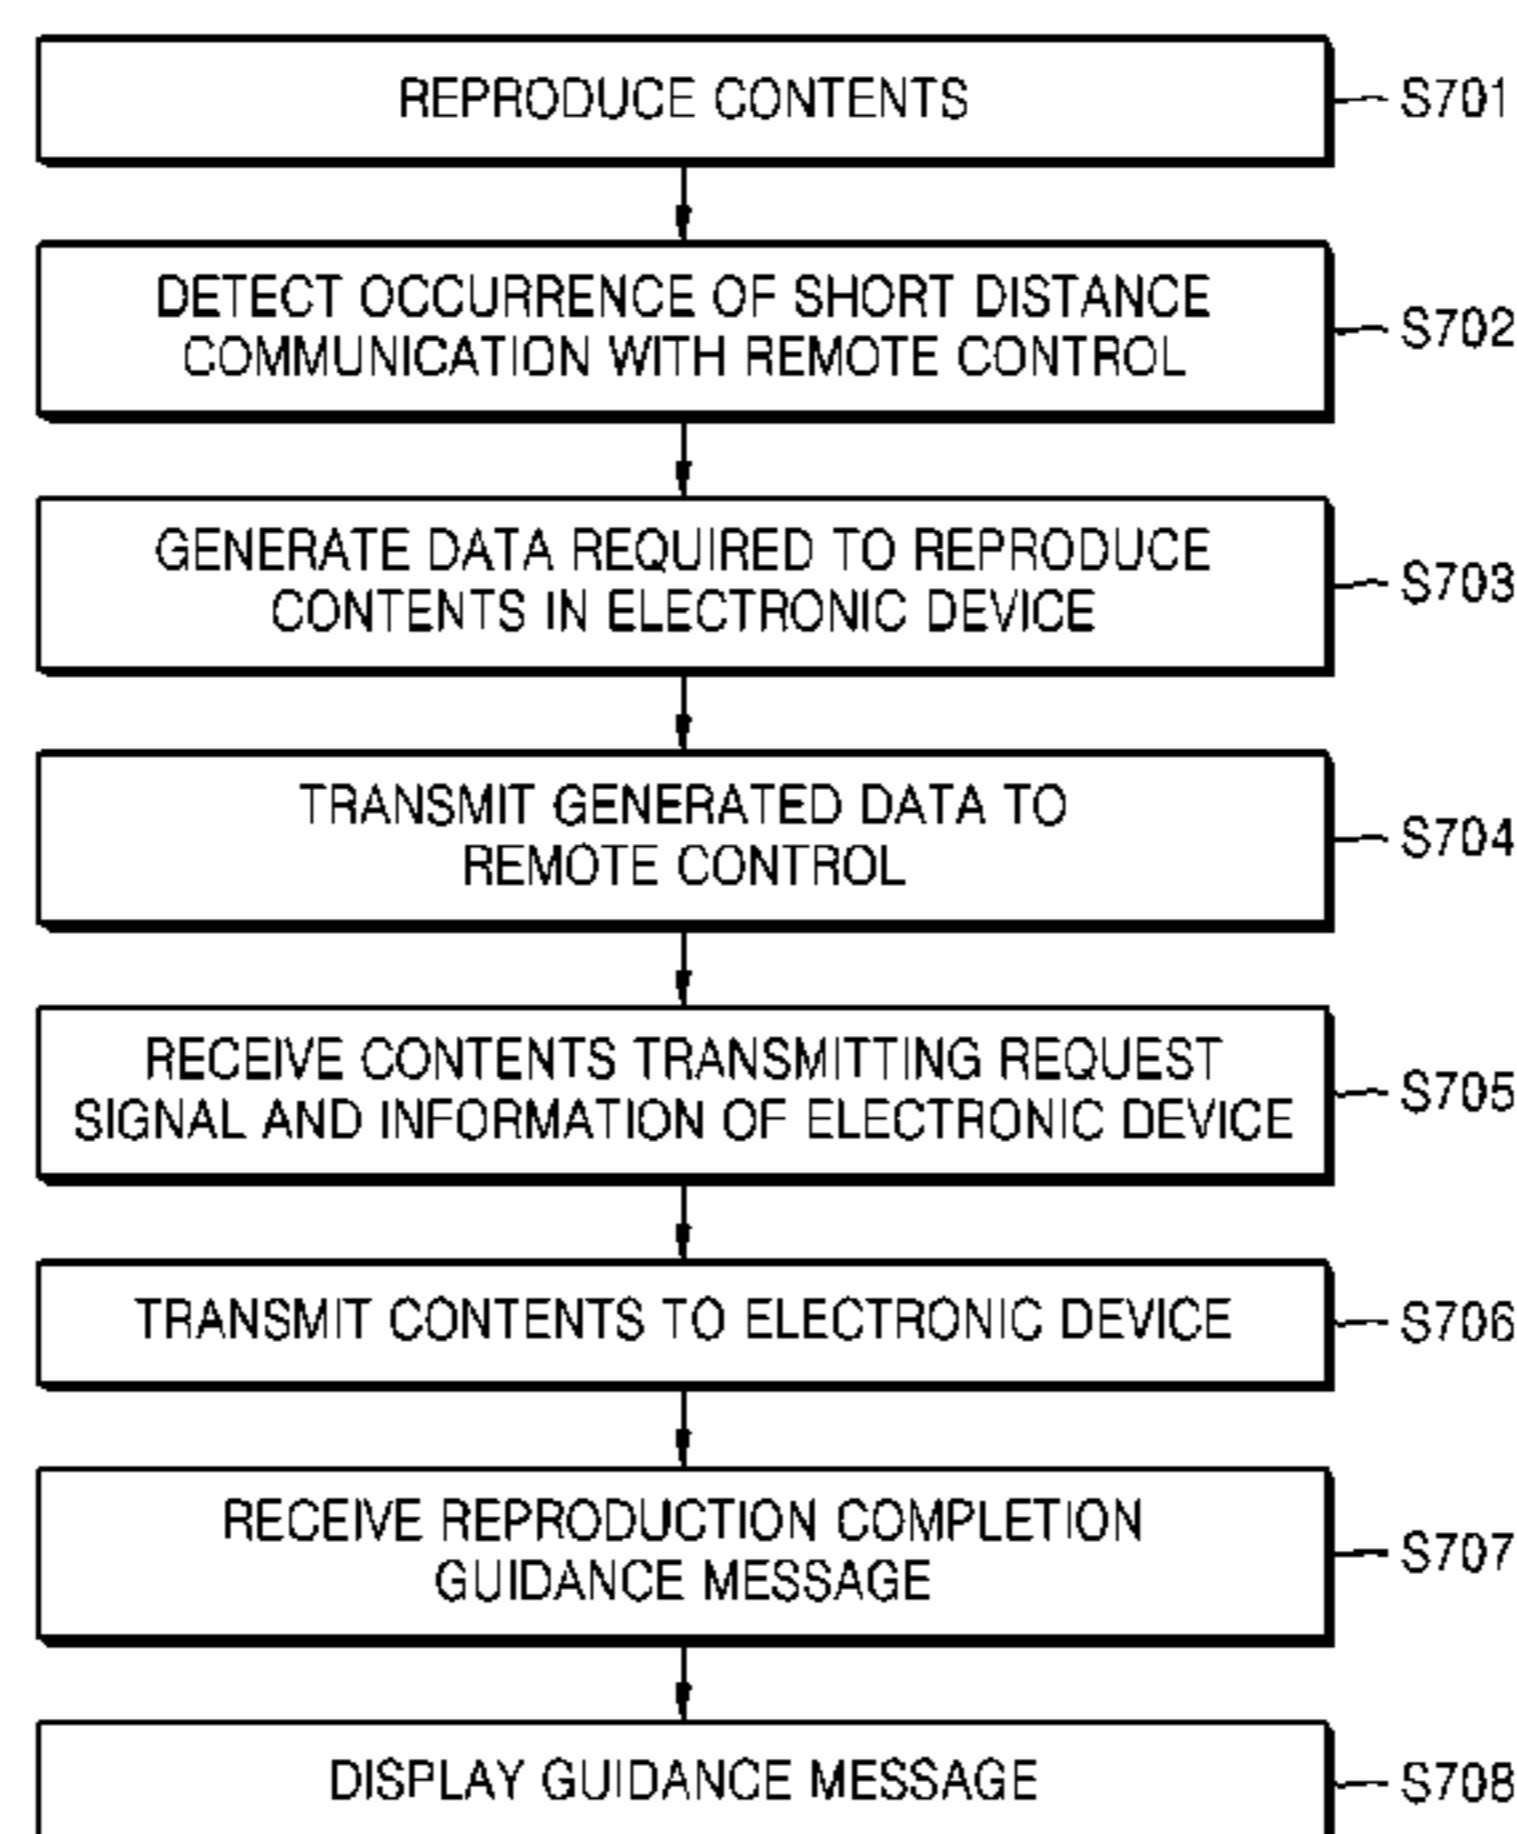 REPRODUCE CONTENTS
S701
DETECT OCCURRENCE OF SHORT DISTANCE
COMMUNICATION WITH REMOTE CONTROL
S702
GENERATE DATA REQUIRED TO REPRODUCE
CONTENTS IN ELECTRONIC DEVICE
S703
TRANSMIT GENERATED DATA TO
REMOTE CONTROL
S704
RECEIVE CONTENTS TRANSMITTING REQUEST
SIGNAL AND INFORMATION OF ELECTRONIC DEVICE
S705
TRANSMIT CONTENTS TO ELECTRONIC DEVICE
S706
RECEIVE REPRODUCTION COMPLETION
GUIDANCE MESSAGE
S707
DISPLAY GUIDANCE MESSAGE
S708